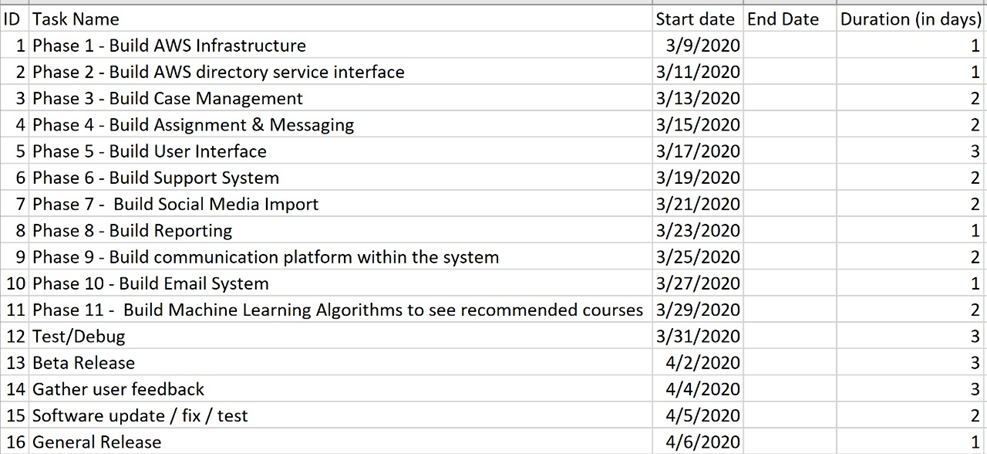 ID Task Name Start date End Date Duration (in days)
1 Phase 1 - Build AWS Infrastructure 3/9/2020 1
2 Phase 2 - Build AWS directory service interface 3/11/2020 1
3 Phase 3 - Build Case Management 3/13/2020 2
4 Phase 4 - Build Assignment & Messaging 3/15/2020 2
5 Phase 5 - Build User Interface 3/17/2020 3
6 Phase 6 - Build Support System 3/19/2020 2
7 Phase 7 -  Build Social Media Import 3/21/2020 2
8 Phase 8 - Build Reporting 3/23/2020 1
9 Phase 9 - Build communication platform within the system 3/25/2020 2
10 Phase 10 - Build Email System 3/27/2020 1
11 Phase 11 -  Build Machine Learning Algorithms to see recommended courses 3/29/2020 2
12 Test/Debug 3/31/2020 3
13 Beta Release 4/2/2020 3
14 Gather user feedback 4/4/2020 3
15 Software update / fix / test 4/5/2020 2
16 General Release 4/6/2020 1